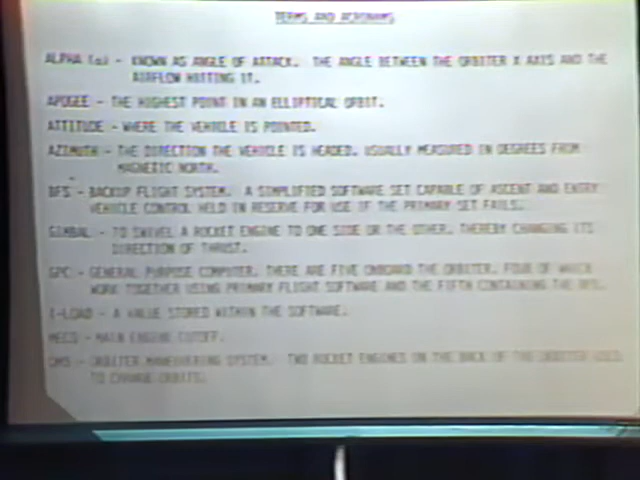 TERMS AND ACRONYMS
ALPHA (α) - KNOWN AS ANGLE OF ATTACK. THE ANGLE BETWEEN THE ORBITER X AXIS AND THE
AIRFLOW HITTING IT.
APOGEE - THE HIGHEST POINT IN AN ELLIPTICAL ORBIT.
ATTITUDE - WHERE THE VEHICLE IS POINTED.
AZIMUTH - THE DIRECTION THE VEHICLE IS HEADED. USUALLY MEASURED IN DEGREES FROM
MAGNETIC NORTH.
BFS - BACKUP FLIGHT SYSTEM. A SIMPLIFIED SOFTWARE SET CAPABLE OF ASCENT AND ENTRY
VEHICLE CONTROL HELD IN RESERVE FOR USE IF THE PRIMARY SET FAILS.
GIMBAL - TO SWIVEL A ROCKET ENGINE TO ONE SIDE OR THE OTHER, THEREBY CHANGING ITS
DIRECTION OF THRUST.
GPC - GENERAL PURPOSE COMPUTER. THERE ARE FIVE ONBOARD THE ORBITER, FOUR OF WHICH
WORK TOGETHER USING PRIMARY FLIGHT SOFTWARE AND THE FIFTH CONTAINING THE BFS.
I-LOAD - A VALUE STORED WITHIN THE SOFTWARE.
MECO - MAIN ENGINE CUTOFF.
OMS - ORBITER MANEUVERING SYSTEM. TWO ROCKET ENGINES ON THE BACK OF THE ORBITER USED
TO CHANGE ORBITS.